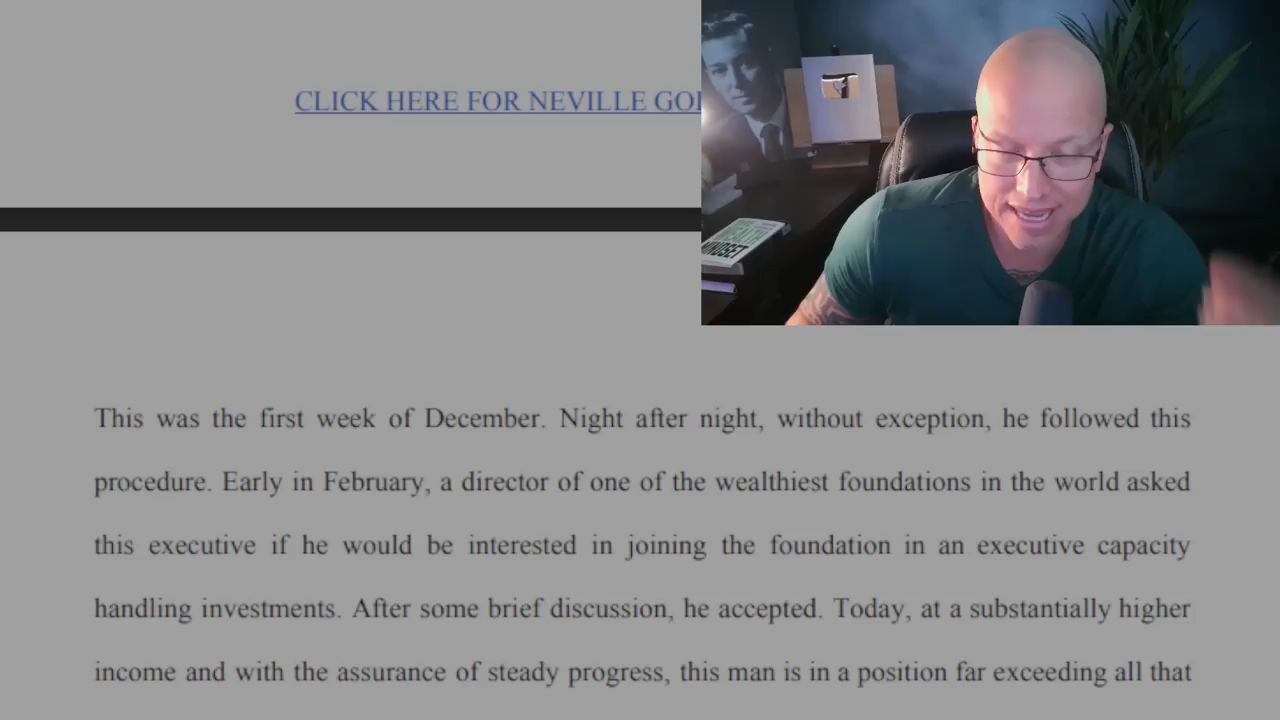 CLICK HERE FOR NEVILLE
MINDSET
This was the first week of December. Night after night, without exception, he followed this
procedure. Early in February, a director of one of the wealthiest foundations in the world asked
this executive if he would be interested in joining the foundation in an executive capacity
handling investments. After some brief discussion, he accepted. Today, at a substantially higher
income and with the assurance of steady progress, this man is in a position far exceeding all that